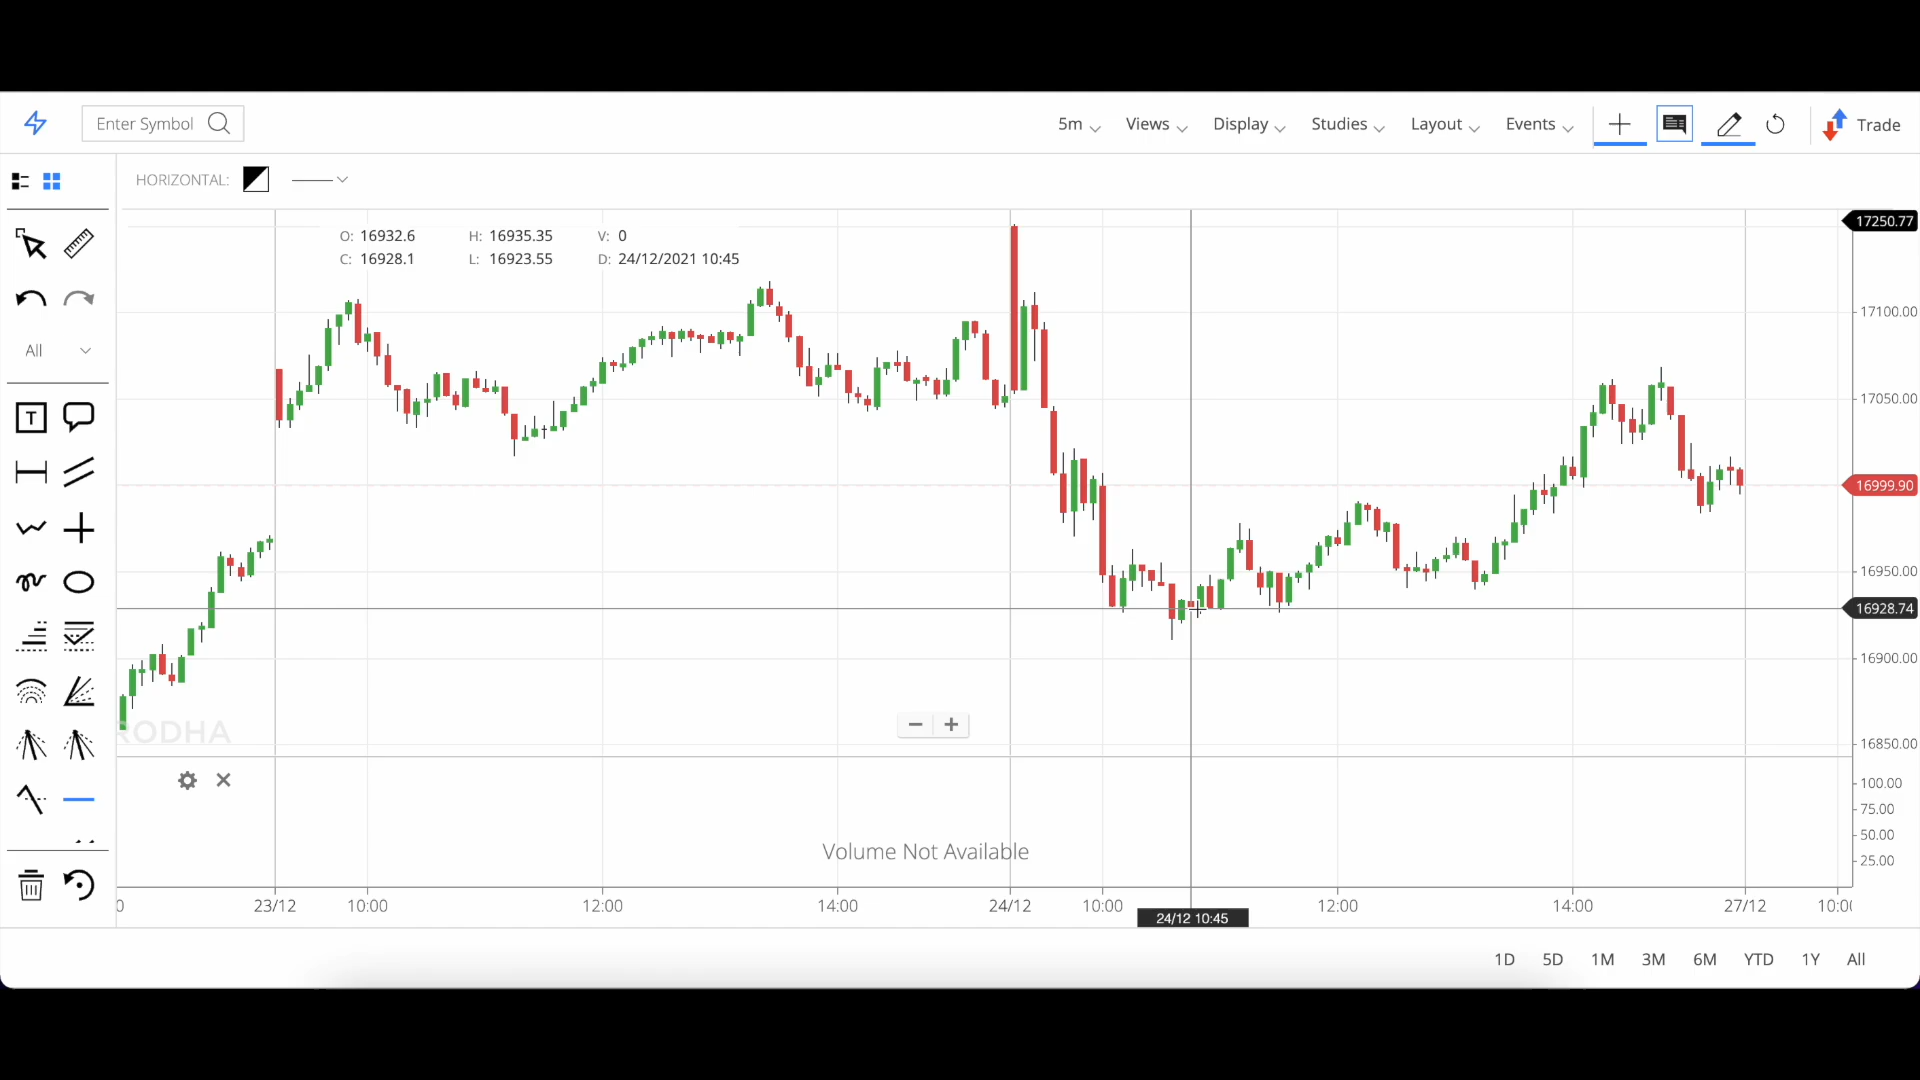 Enter Symbol
5m Views Display Studies Layout Events Trade
HORIZONTAL:
O: 16932.6 H: 16935.35 V: 0
C: 16928.1 L: 16923.55 D: 24/12/2021 10:45
All
T
17250.77
17100.00
17050.00
16999.90
16950.00
16928.74
16900.00
16850.00
RODHA
100.00
75.00
50.00
25.00
Volume Not Available
0 23/12 10:00 12:00 14:00 24/12 10:00 12:00 14:00 27/12 10:00
24/12 10:45
1D 5D 1M 3M 6M YTD 1Y All